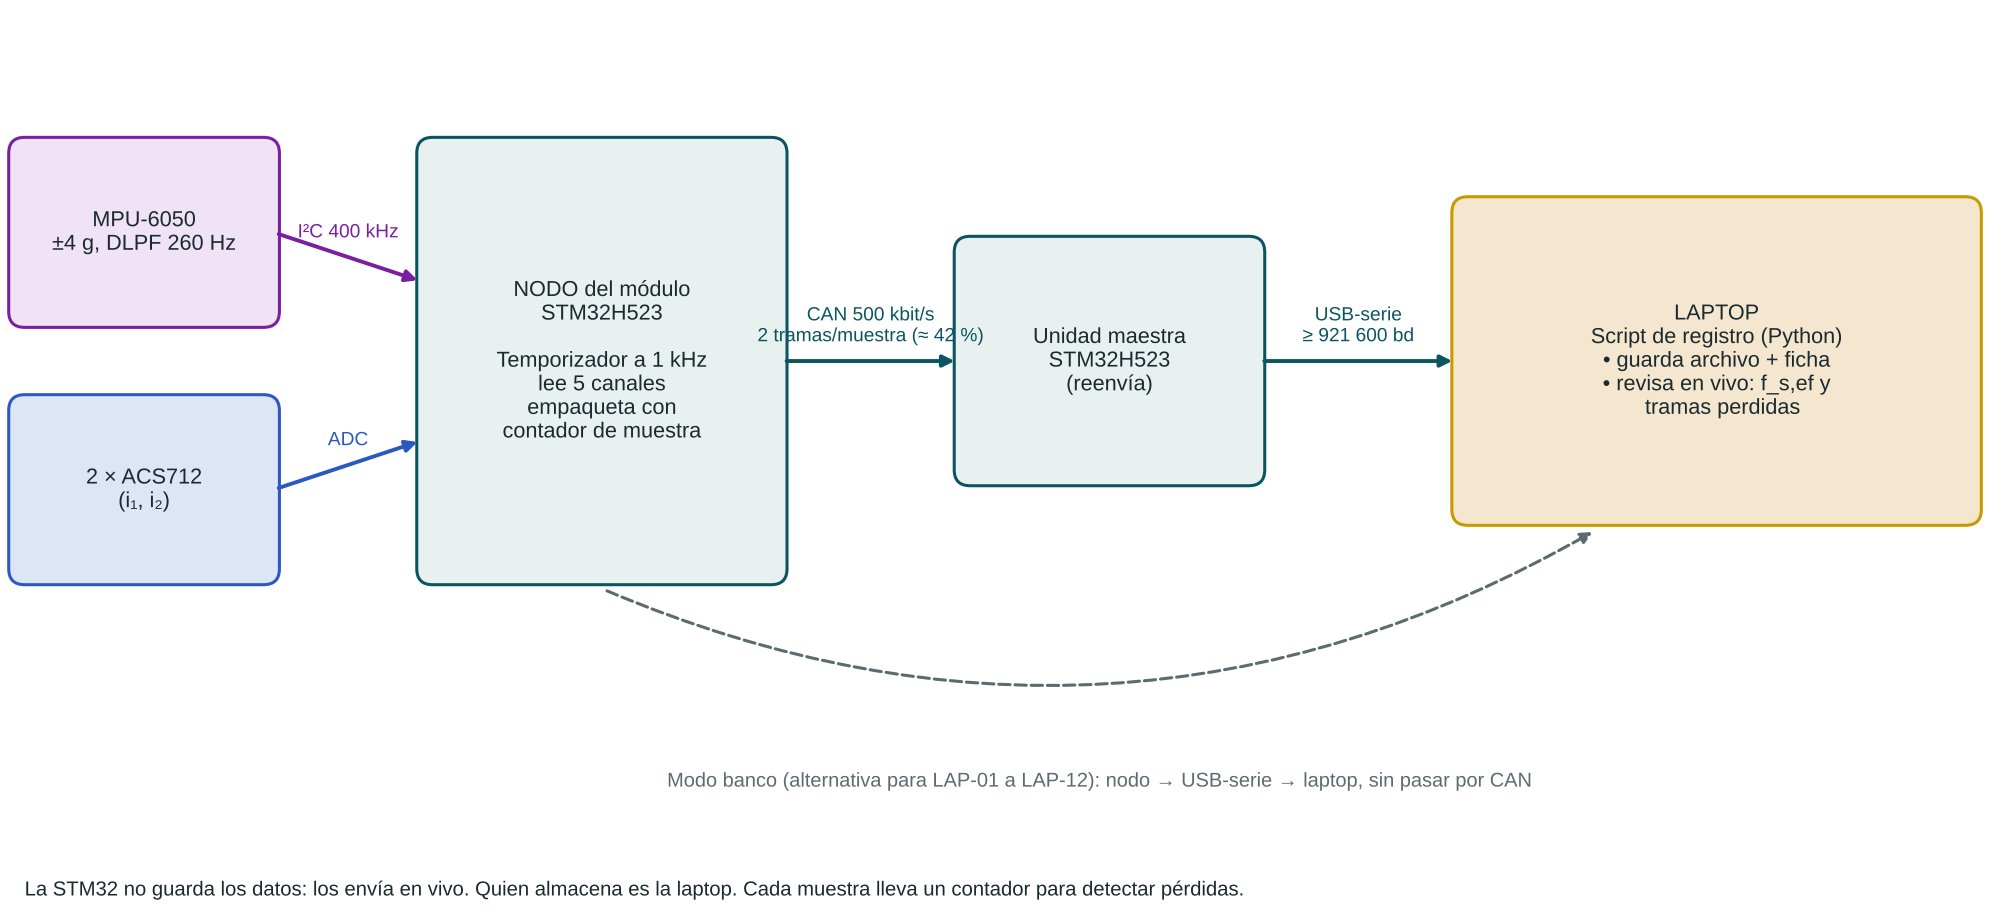 MPU-6050
±4 g, DLPF 260 Hz
I²C 400 kHz
2 × ACS712
(i₁, i₂)
ADC
NODO del módulo
STM32H523
Temporizador a 1 kHz
lee 5 canales
empaqueta con
contador de muestra
CAN 500 kbit/s
2 tramas/muestra (≈ 42 %)
Unidad maestra
STM32H523
(reenvía)
USB-serie
≥ 921 600 bd
LAPTOP
Script de registro (Python)
• guarda archivo + ficha
• revisa en vivo: f_s,ef y
tramas perdidas
Modo banco (alternativa para LAP-01 a LAP-12): nodo → USB-serie → laptop, sin pasar por CAN
La STM32 no guarda los datos: los envía en vivo. Quien almacena es la laptop. Cada muestra lleva un contador para detectar pérdidas.